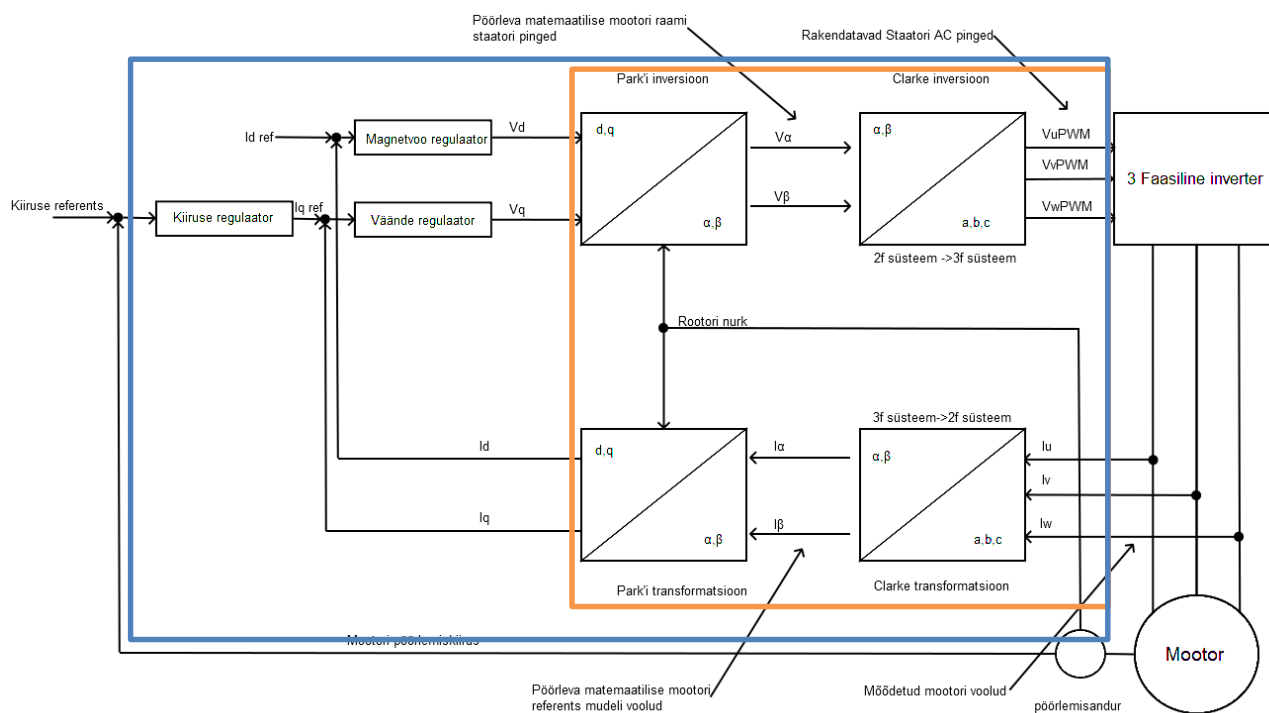 Pöörleva matemaatilise mootori raami
staatori pinged
Rakendatavad Staatori AC pinged
Park'i inversioon
Clarke inversioon
Id ref
Magnetvoo regulaator
Vd
d,q
α,β
Vα
Vβ
α,β
a,b,c
VuPWM
VvPWM
VwPWM
3 Faasiline inverter
Kiiruse referents
Kiiruse regulaator
Iq ref
Väände regulaator
Vq
2f süsteem ->3f süsteem
Rootori nurk
3f süsteem->2f süsteem
Id
Iq
d,q
α,β
Iα
Iβ
α,β
a,b,c
Iu
Iv
Iw
Park'i transformatsioon
Clarke transformatsioon
Mootori pöörlemiskiirus
Mootor
Pöörleva matemaatilise mootori
referents mudeli voolud
Mõõdetud mootori voolud
pöörlemisandur